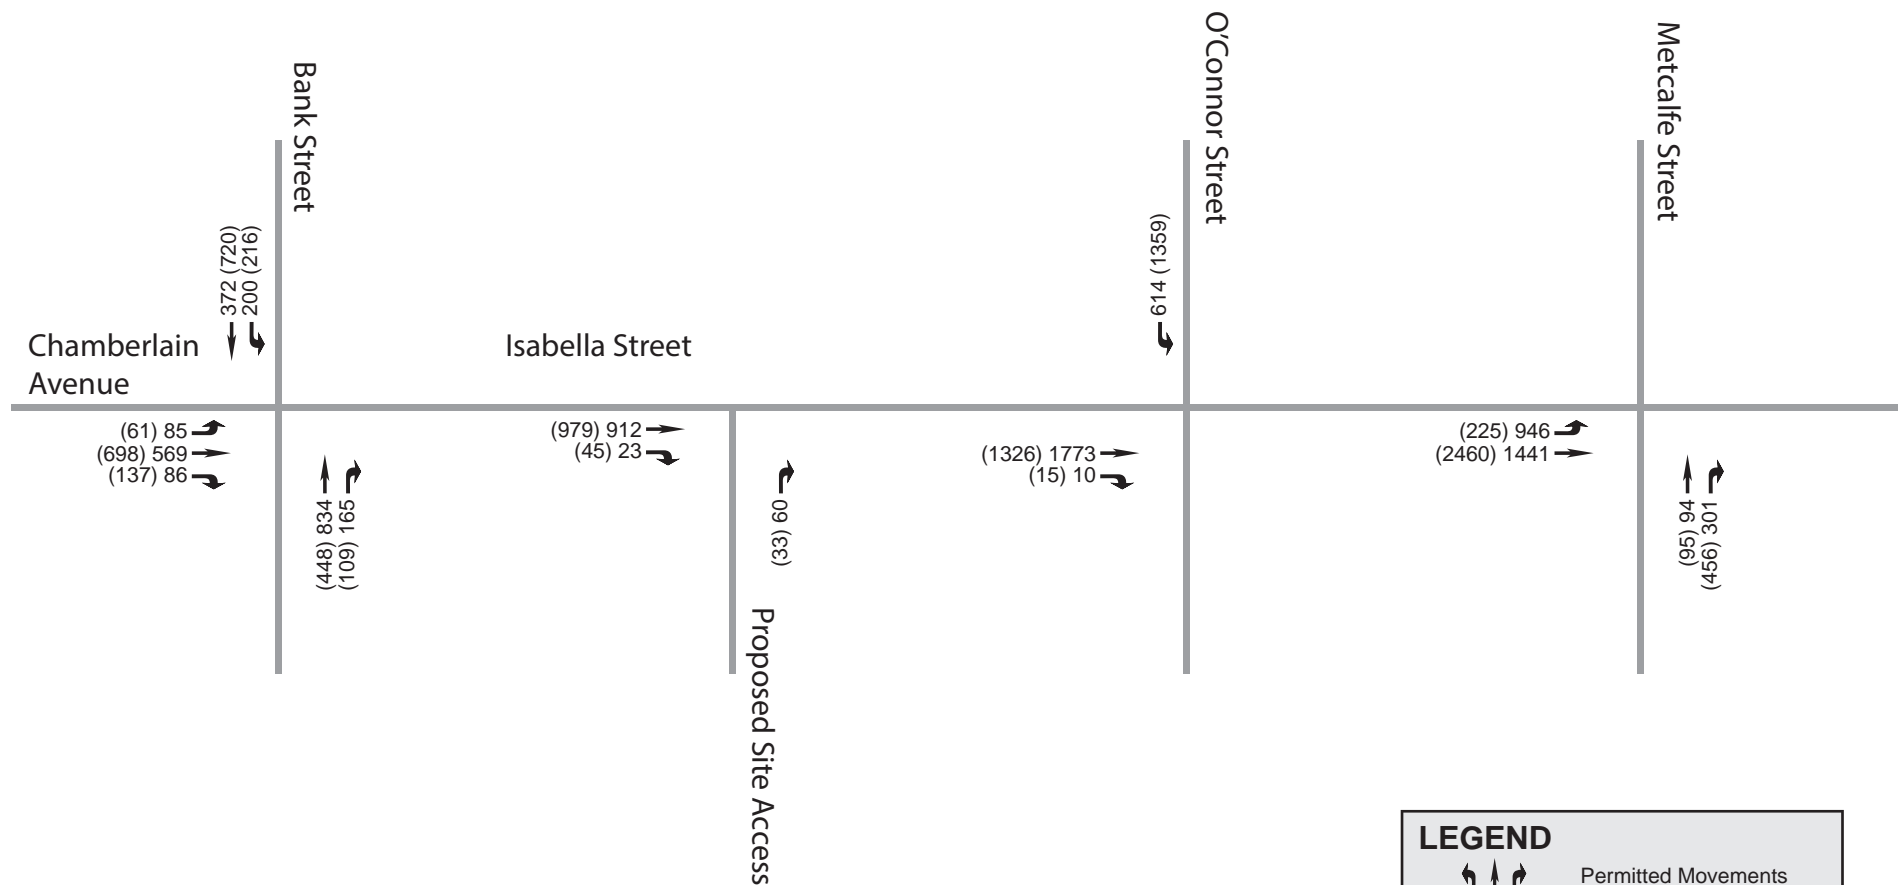 Bank Street
O'Connor Street
Metcalfe Street
372 (720)
200 (216)
614 (1359)
Chamberlain
Avenue
Isabella Street
(61) 85
(698) 569
(137) 86
(979) 912
(45) 23
(1326) 1773
(15) 10
(225) 946
(2460) 1441
(448) 834
(109) 165
(33) 60
(95) 94
(456) 301
Proposed Site Access
LEGEND
Permitted Movements